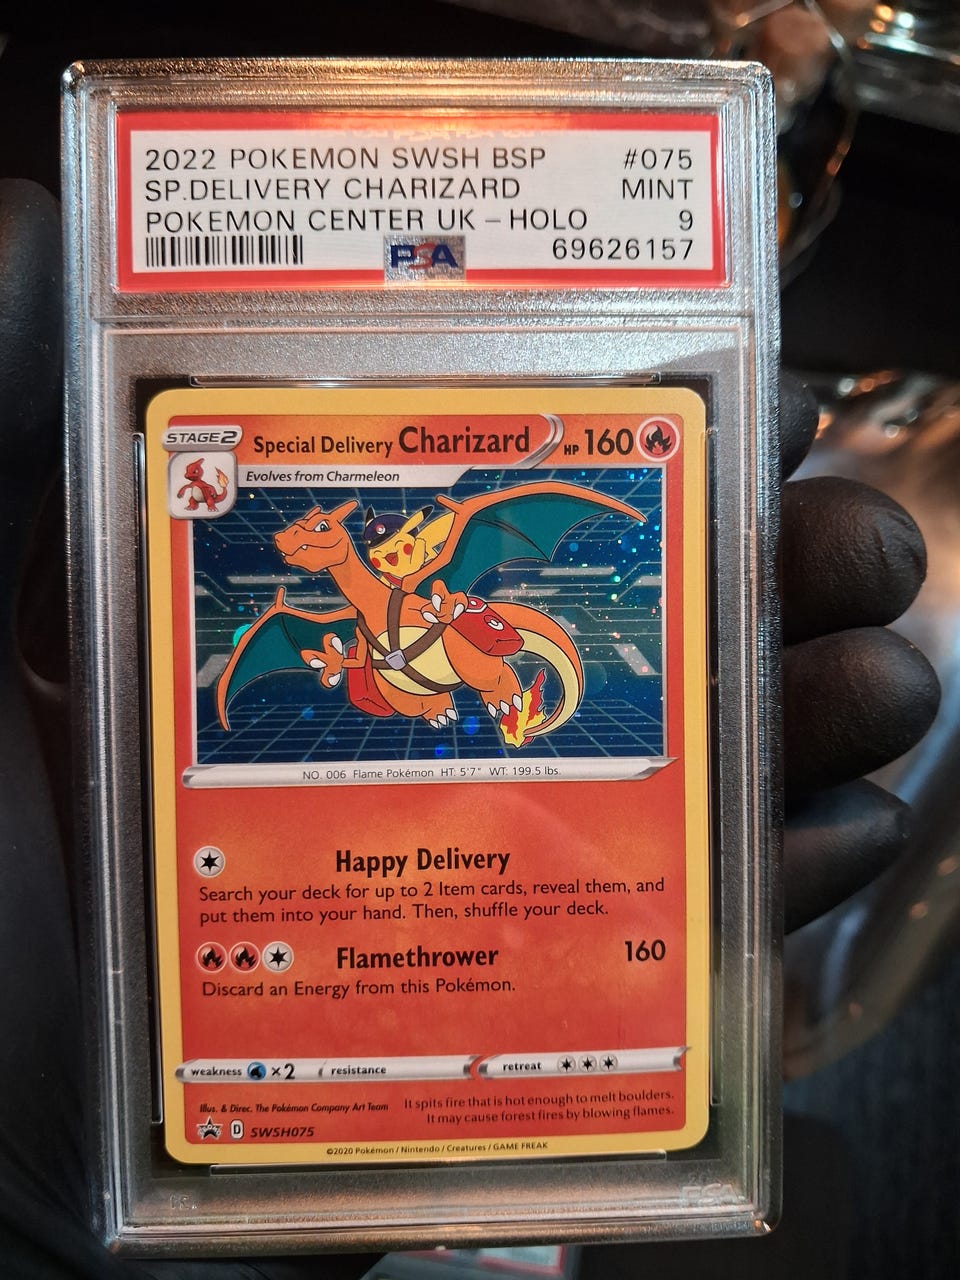 2022 POKEMON SWSH BSP #075
SP.DELIVERY CHARIZARD MINT
POKEMON CENTER UK – HOLO 9
PSA 69626157
STAGE 2 Special Delivery Charizard HP 160
Evolves from Charmeleon
NO. 006 Flame Pokémon HT: 5'7" WT: 199.5 lbs.
Happy Delivery
Search your deck for up to 2 Item cards, reveal them, and
put them into your hand. Then, shuffle your deck.
Flamethrower 160
Discard an Energy from this Pokémon.
weakness ×2 resistance retreat
Illus. & Direc. The Pokémon Company Art Team
It spits fire that is hot enough to melt boulders.
It may cause forest fires by blowing flames.
D SWSH075
©2020 Pokémon / Nintendo / Creatures / GAME FREAK
PSA